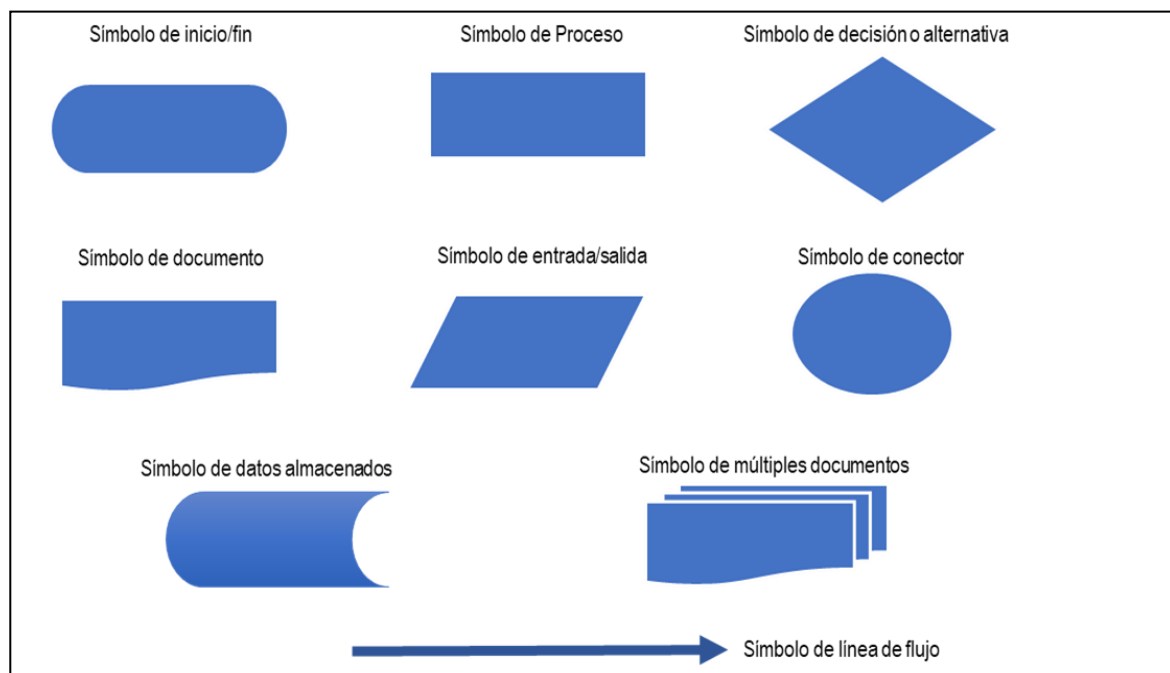 Símbolo de inicio/fin
Símbolo de Proceso
Símbolo de decisión o alternativa
Símbolo de documento
Símbolo de entrada/salida
Símbolo de conector
Símbolo de datos almacenados
Símbolo de múltiples documentos
Símbolo de línea de flujo